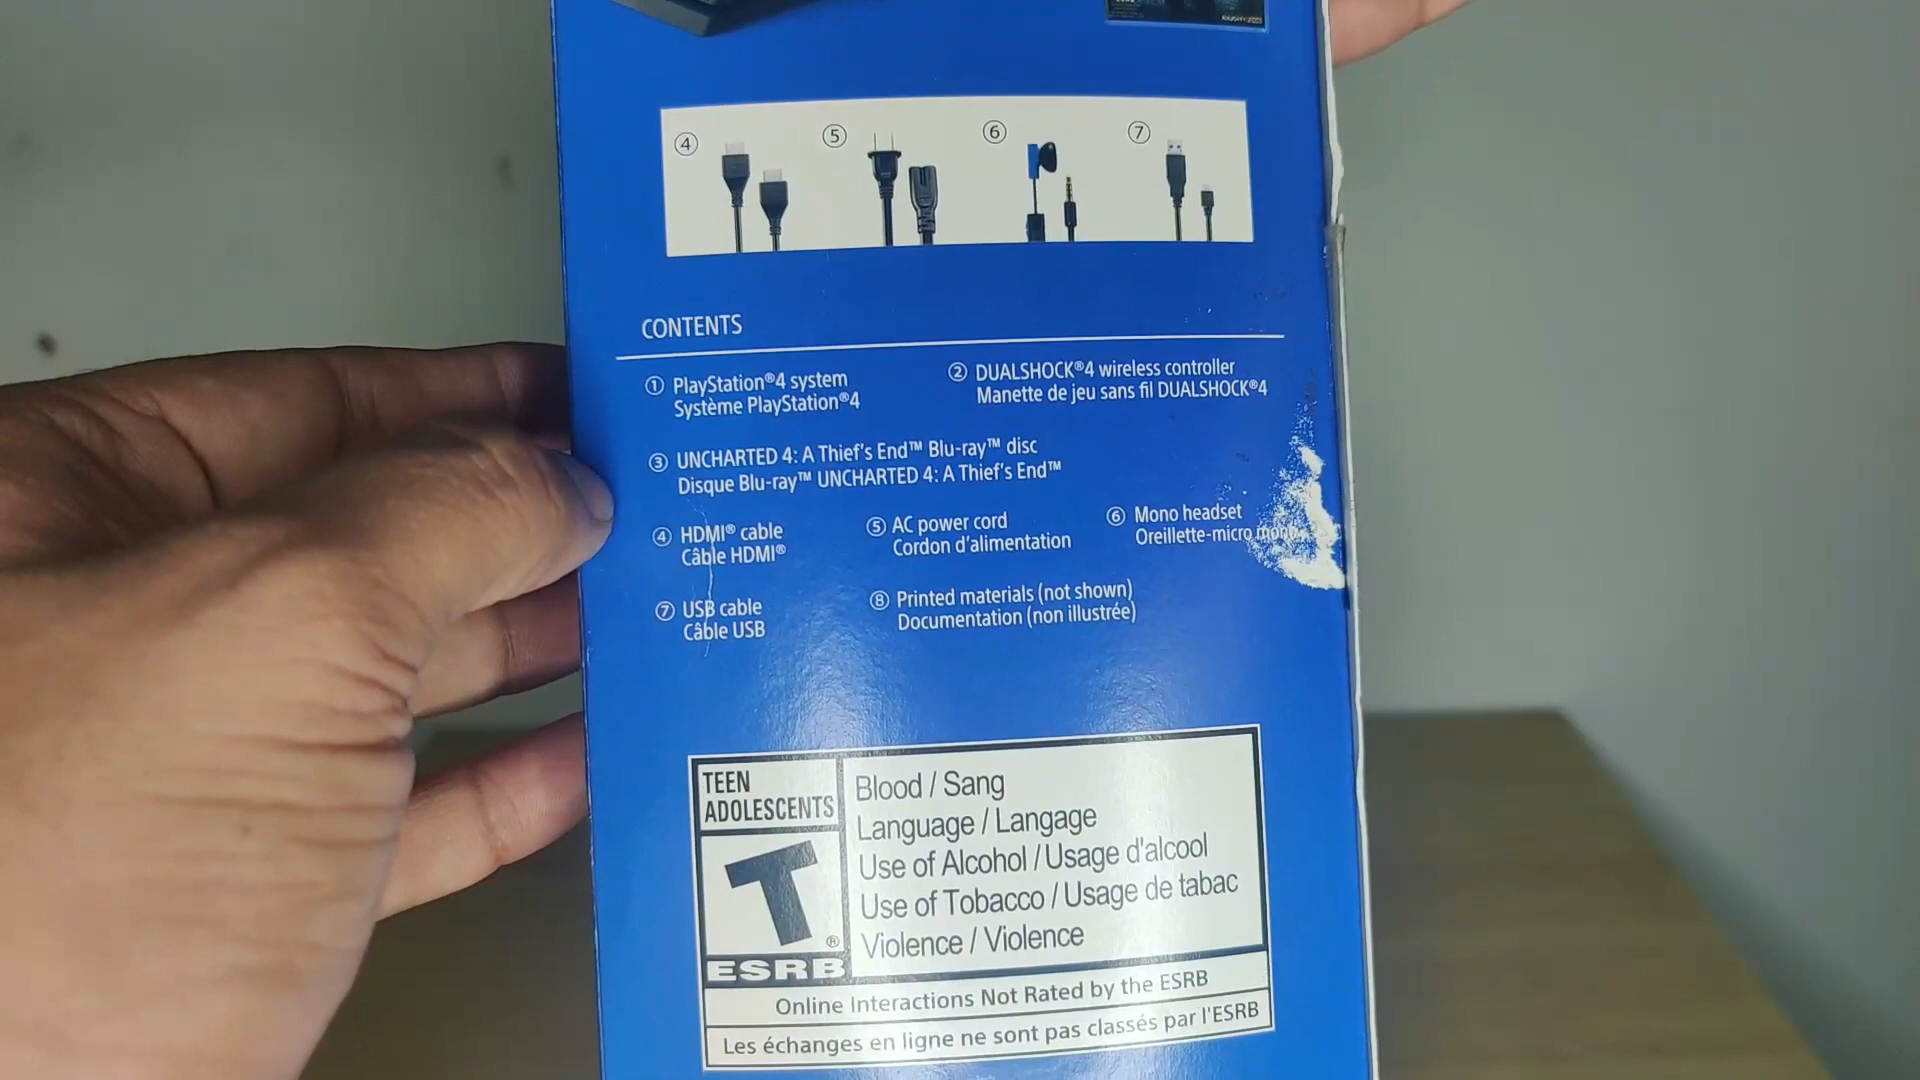 ④ ⑤ ⑥ ⑦
CONTENTS
① PlayStation®4 system
Système PlayStation®4
② DUALSHOCK®4 wireless controller
Manette de jeu sans fil DUALSHOCK®4
③ UNCHARTED 4: A Thief's End™ Blu-ray™ disc
Disque Blu-ray™ UNCHARTED 4: A Thief's End™
④ HDMI® cable
Câble HDMI®
⑤ AC power cord
Cordon d'alimentation
⑥ Mono headset
Oreillette-micro mono
⑦ USB cable
Câble USB
⑧ Printed materials (not shown)
Documentation (non illustrée)
TEEN
ADOLESCENTS
T
®
ESRB
Blood / Sang
Language / Langage
Use of Alcohol / Usage d'alcool
Use of Tobacco / Usage de tabac
Violence / Violence
Online Interactions Not Rated by the ESRB
Les échanges en ligne ne sont pas classés par l'ESRB